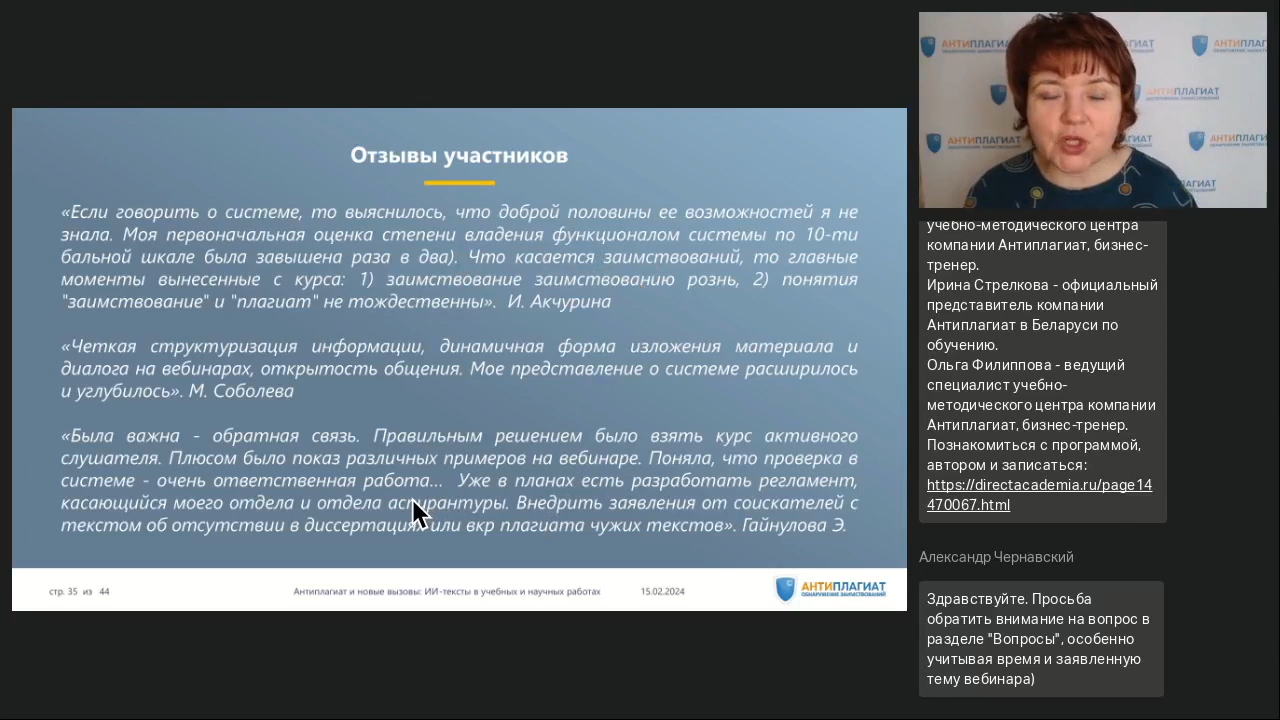 Отзывы участников
«Если говорить о системе, то выяснилось, что доброй половины ее возможностей я не
знала. Моя первоначальная оценка степени владения функционалом системы по 10-ти
бальной шкале была завышена раза в два). Что касается заимствований, то главные
моменты вынесенные с курса: 1) заимствование заимствованию рознь, 2) понятия
"заимствование" и "плагиат" не тождественны». И. Акчурина
«Четкая структуризация информации, динамичная форма изложения материала и
диалога на вебинарах, открытость общения. Мое представление о системе расширилось
и углубилось». М. Соболева
«Была важна - обратная связь. Правильным решением было взять курс активного
слушателя. Плюсом было показ различных примеров на вебинаре. Поняла, что проверка в
системе - очень ответственная работа... Уже в планах есть разработать регламент,
касающийся моего отдела и отдела аспирантуры. Внедрить заявления от соискателей с
текстом об отсутствии в диссертациях или вкр плагиата чужих текстов». Гайнулова Э.
стр. 35 из 44
Антиплагиат и новые вызовы: ИИ-тексты в учебных и научных работах
15.02.2024
АНТИПЛАГИАТ
ОБНАРУЖЕНИЕ ЗАИМСТВОВАНИЙ
учебно-методического центра
компании Антиплагиат, бизнес-
тренер.
Ирина Стрелкова - официальный
представитель компании
Антиплагиат в Беларуси по
обучению.
Ольга Филиппова - ведущий
специалист учебно-
методического центра компании
Антиплагиат, бизнес-тренер.
Познакомиться с программой,
автором и записаться:
https://directacademia.ru/page14
470067.html
Александр Чернавский
Здравствуйте. Просьба
обратить внимание на вопрос в
разделе "Вопросы", особенно
учитывая время и заявленную
тему вебинара)